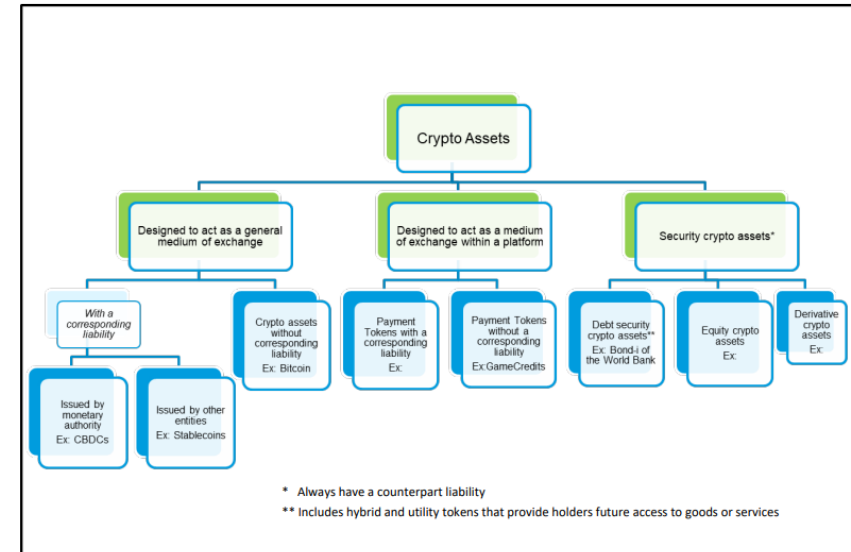 Crypto Assets
Designed to act as a general
medium of exchange
Designed to act as a medium
of exchange within a platform
Security crypto assets*
With a
corresponding
liability
Crypto assets
without
corresponding
liability
Ex: Bitcoin
Payment
Tokens with a
corresponding
liability
Ex:
Payment Tokens
without a
corresponding
liability
Ex:GameCredits
Debt security
crypto assets**
Ex: Bond-i of
the World Bank
Equity crypto
assets
Ex:
Derivative
crypto
assets
Ex:
Issued by
monetary
authority
Ex: CBDCs
Issued by other
entities
Ex: Stablecoins
* Always have a counterpart liability
** Includes hybrid and utility tokens that provide holders future access to goods or services